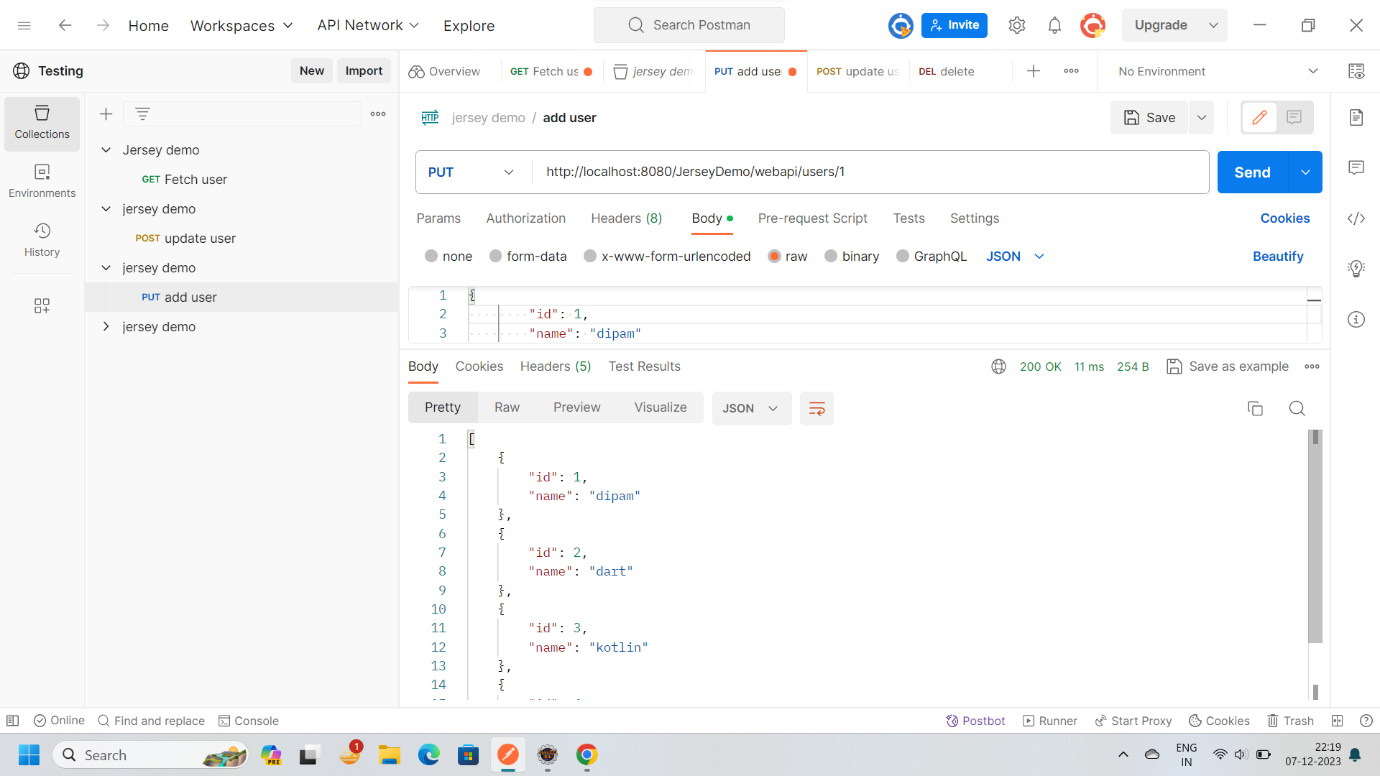 Home Workspaces API Network Explore Search Postman Invite Upgrade
Testing New Import Overview GET Fetch us jersey dem PUT add use POST update us DEL delete No Environment
Collections
Environments
History
Jersey demo
GET Fetch user
jersey demo
POST update user
jersey demo
PUT add user
jersey demo
HTTP jersey demo / add user Save
PUT http://localhost:8080/JerseyDemo/webapi/users/1 Send
Params Authorization Headers (8) Body Pre-request Script Tests Settings Cookies
none form-data x-www-form-urlencoded raw binary GraphQL JSON Beautify
1 {
2 "id": 1,
3 "name": "dipam"
Body Cookies Headers (5) Test Results 200 OK 11 ms 254 B Save as example
Pretty Raw Preview Visualize JSON
1 [
2 {
3 "id": 1,
4 "name": "dipam"
5 },
6 {
7 "id": 2,
8 "name": "dart"
9 },
10 {
11 "id": 3,
12 "name": "kotlin"
13 },
14 {
Online Find and replace Console Postbot Runner Start Proxy Cookies Trash
Search PRE 1 ENG IN 22:19 07-12-2023